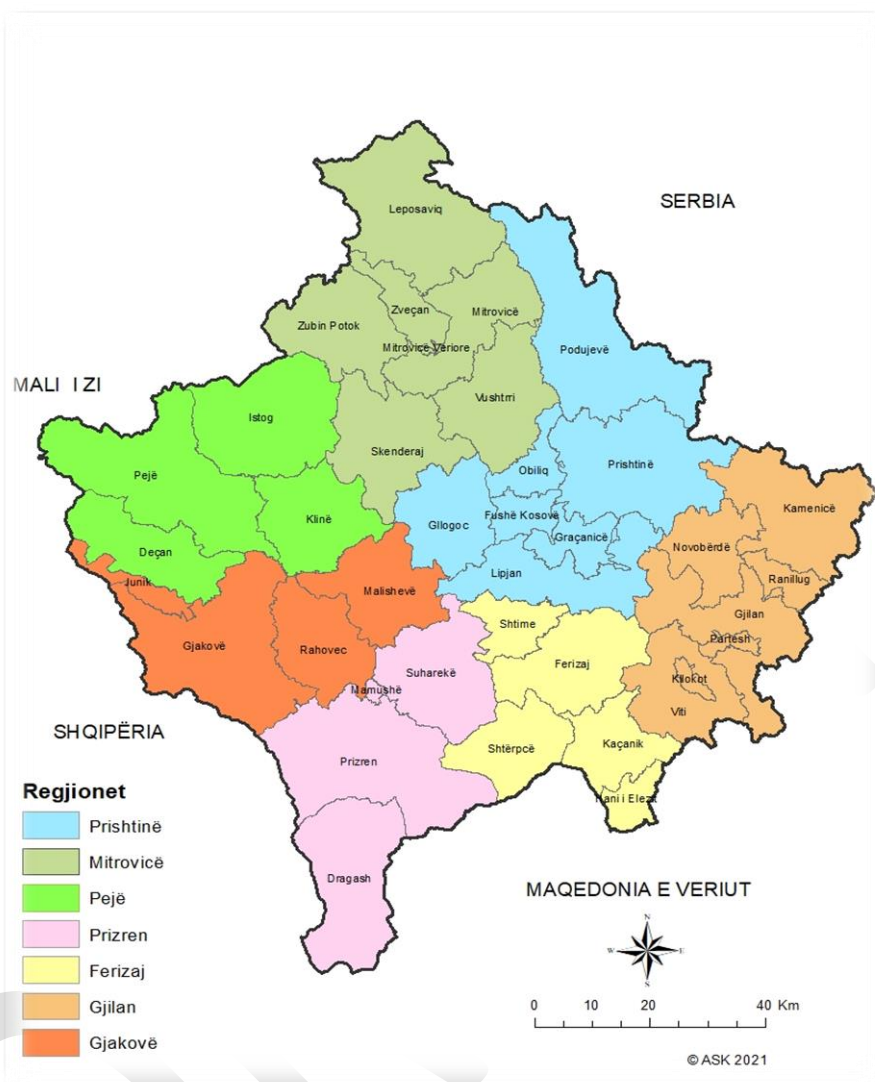 SERBIA
Leposaviq
Zveçan
Mitrovicë
Zubin Potok
Mitrovicë Veriore
Podujevë
MALI I ZI
Vushtrri
Istog
Skenderaj
Prishtinë
Obiliq
Pejë
Kamenicë
Klinë
Fushë Kosovë
Gllogoc
Graçanicë
Novobërdë
Deçan
Lipjan
Ranillug
Junik
Malishevë
Gjilan
Shtime
Partesh
Gjakovë
Rahovec
Ferizaj
Suharekë
Kllokot
Mamushë
Viti
SHQIPËRIA
Shtërpcë
Kaçanik
Prizren
Hani i Elezit
Dragash
Regjionet
Prishtinë
Mitrovicë
Pejë
Prizren
Ferizaj
Gjilan
Gjakovë
MAQEDONIA E VERIUT
N
W E
S
0 10 20 40 Km
© ASK 2021